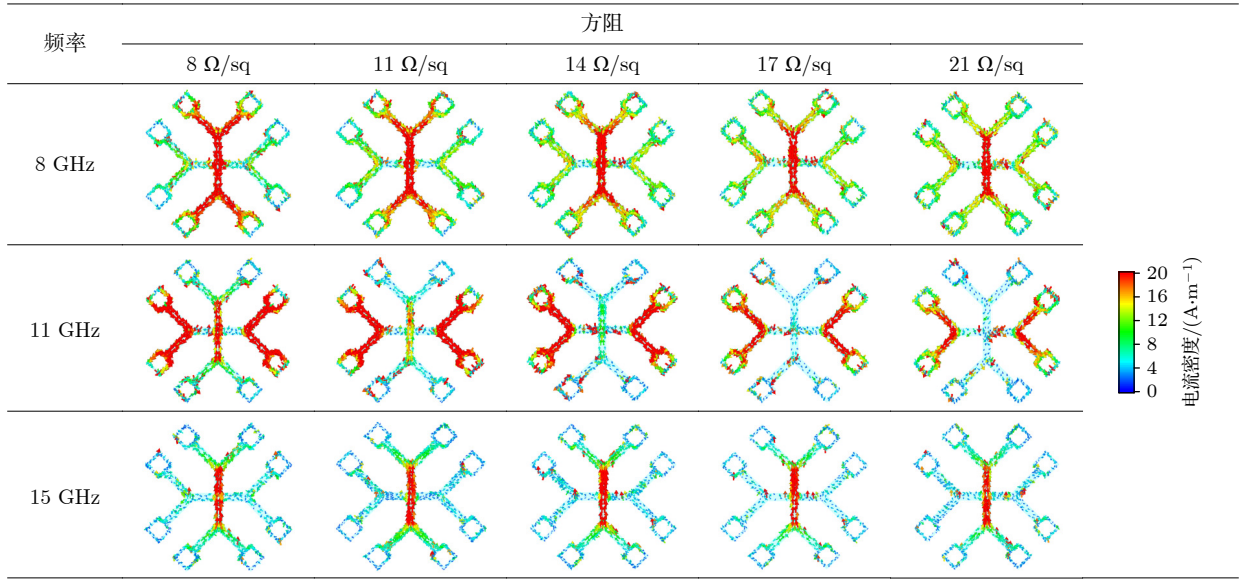 频率
方阻
8 Ω/sq
11 Ω/sq
14 Ω/sq
17 Ω/sq
21 Ω/sq
8 GHz
11 GHz
15 GHz
20
16
12
8
4
0
电流密度/(A·m⁻¹)